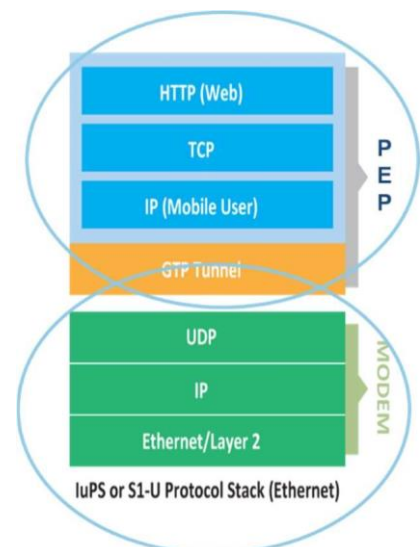 HTTP (Web)
TCP
IP (Mobile User)
GTP Tunnel
PEP
UDP
IP
Ethernet/Layer 2
MODEM
IuPS or S1-U Protocol Stack (Ethernet)